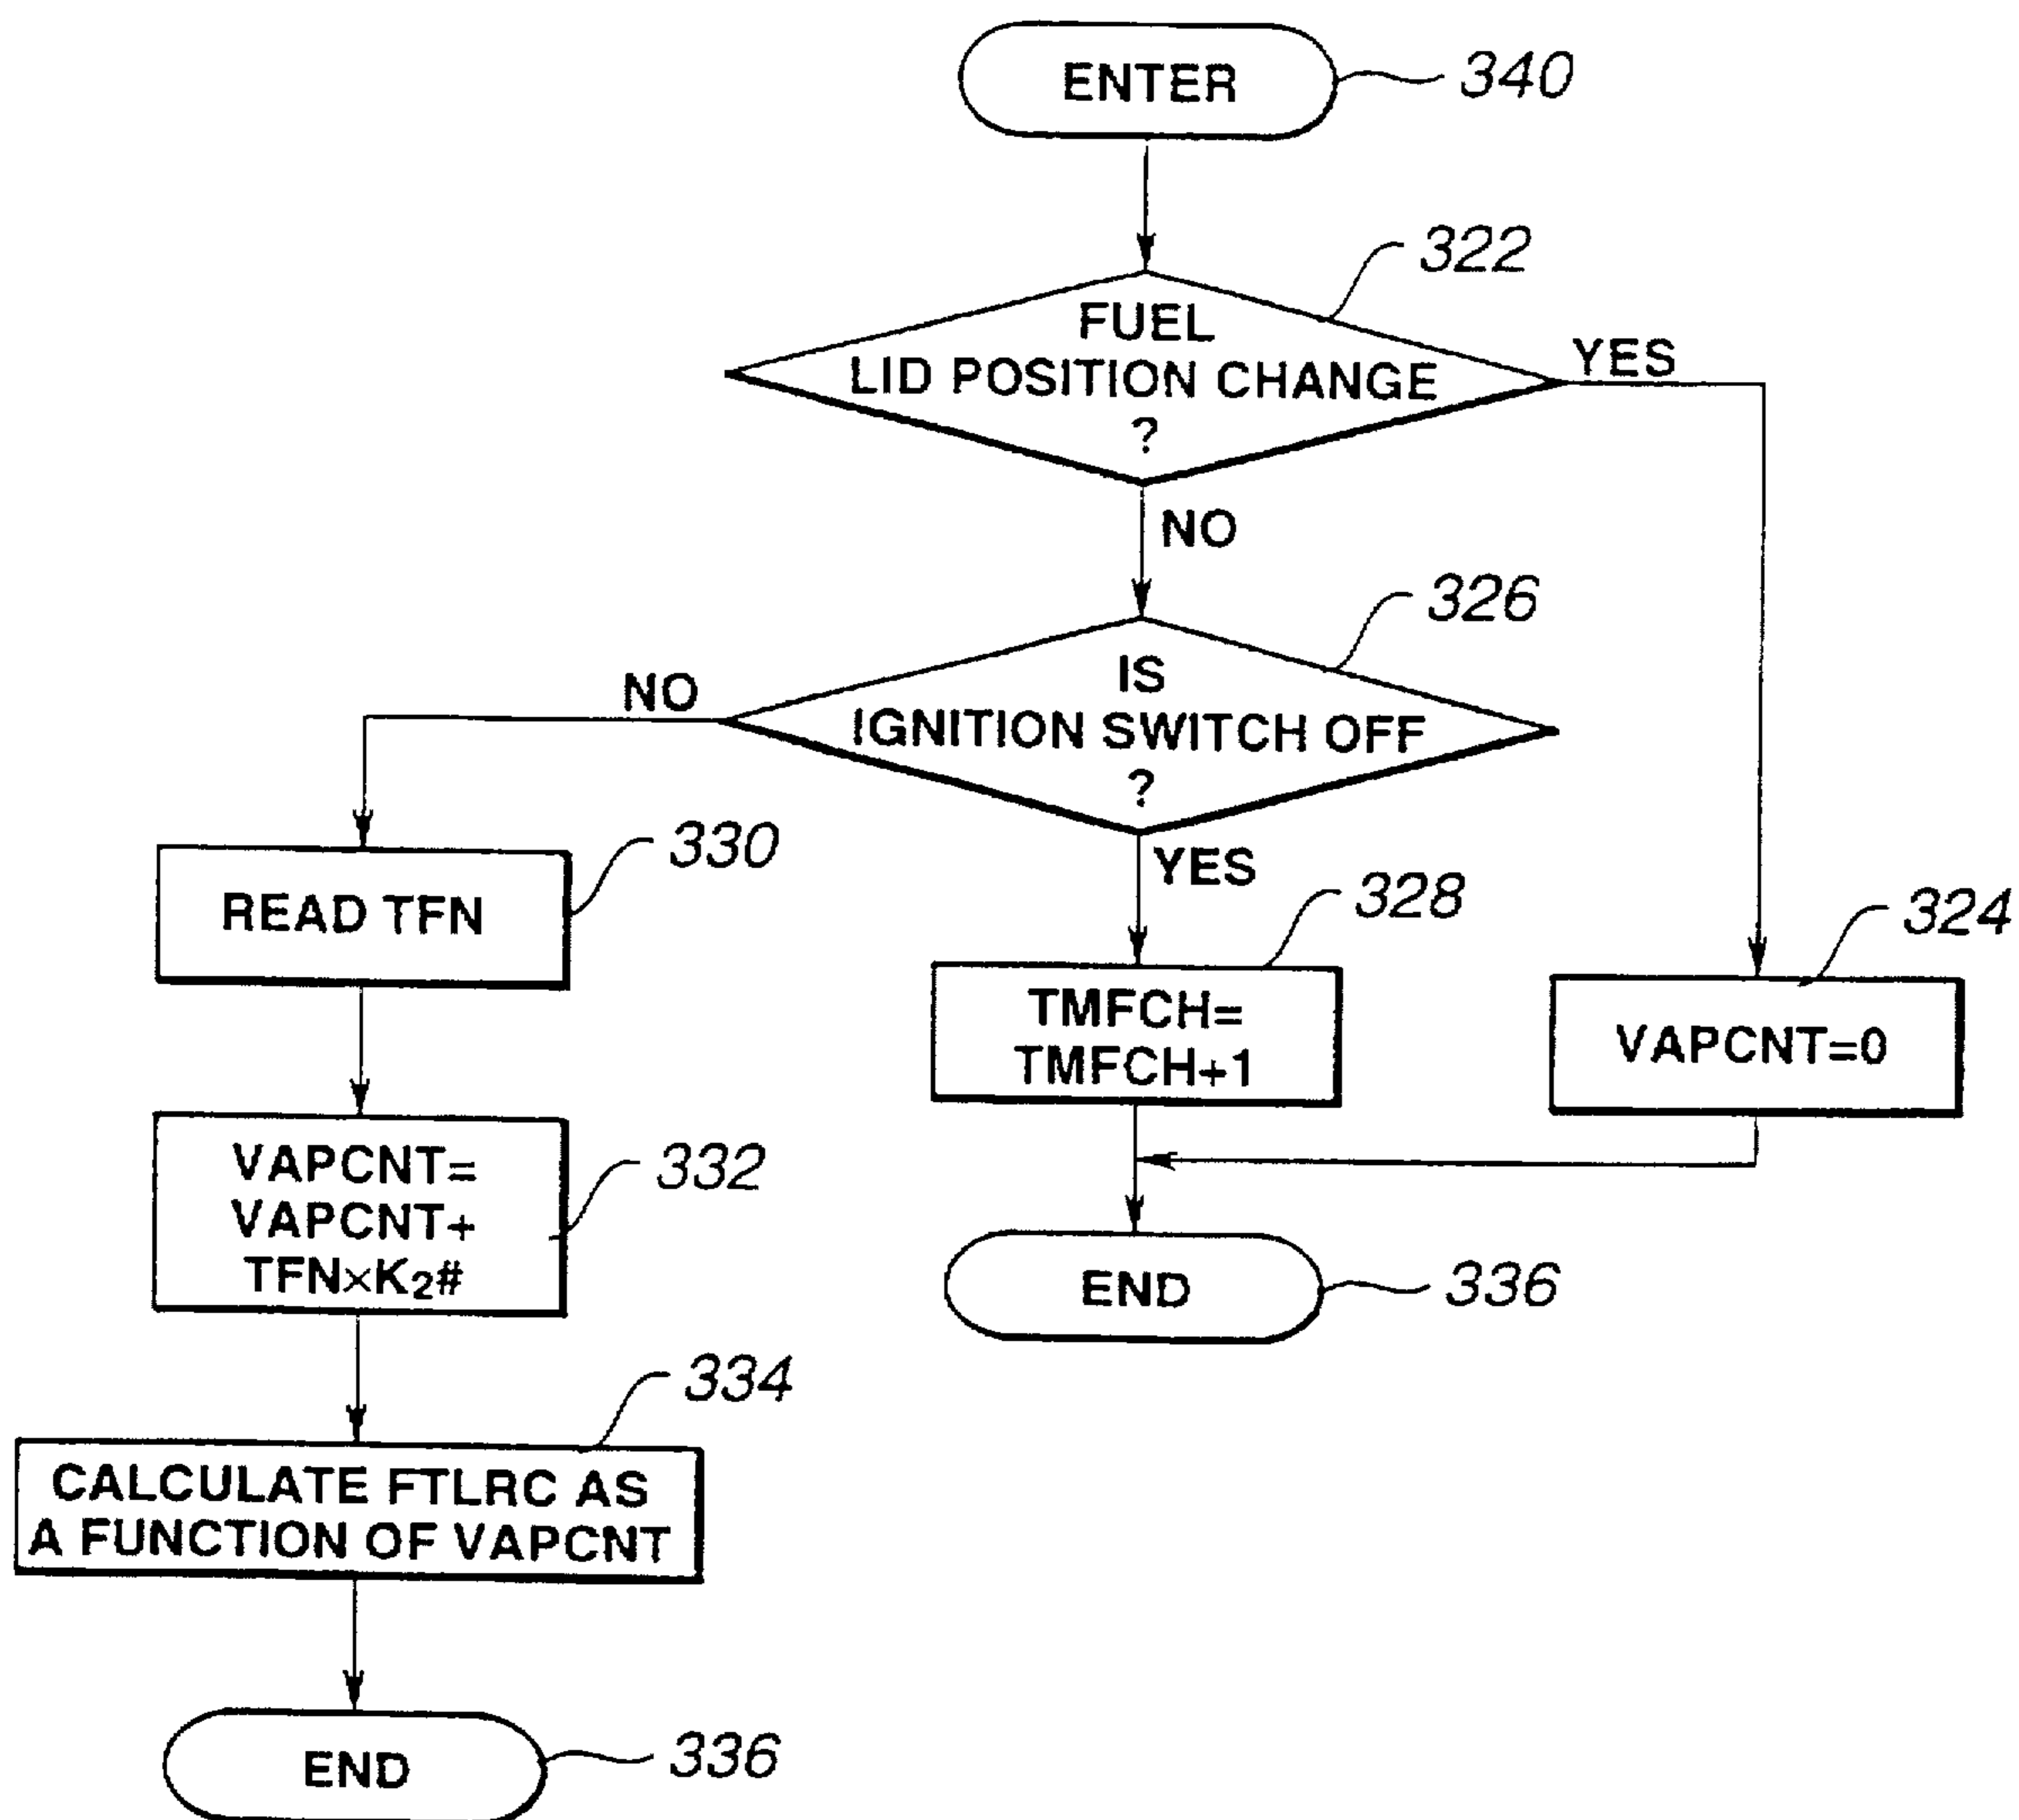 ENTER
340
322
FUEL
LID POSITION CHANGE
?
YES
NO
326
IS
IGNITION SWITCH OFF
?
NO
YES
330
READ TFN
328
TMFCH=
TMFCH+1
324
VAPCNT=0
332
VAPCNT=
VAPCNT+
TFN×K2#
END
336
334
CALCULATE FTLRC AS
A FUNCTION OF VAPCNT
END
336